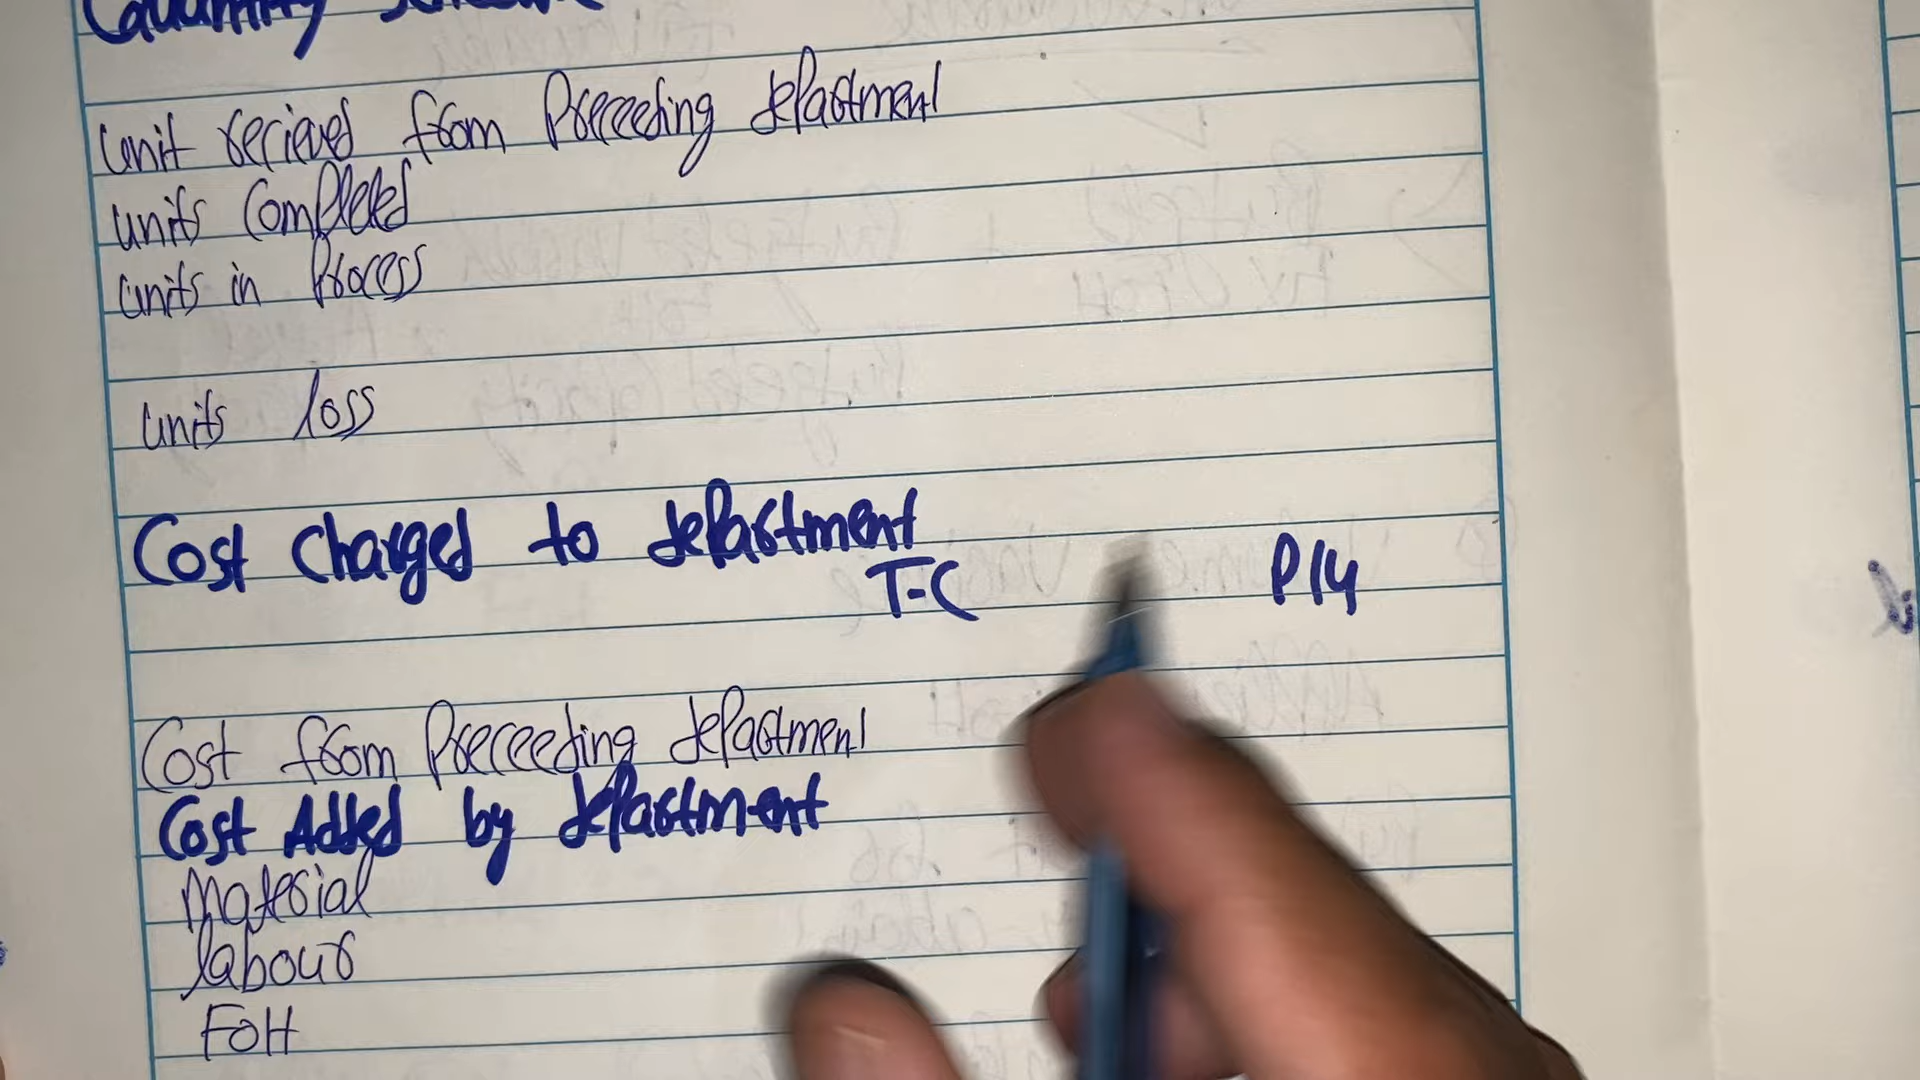 Quantity
Unit recieved from Preceeding department
units Completed
units in Process
units loss
Cost Charged to department
T-C P/U
Cost from Preceeding department
Cost Added by department
Material
labour
FOH